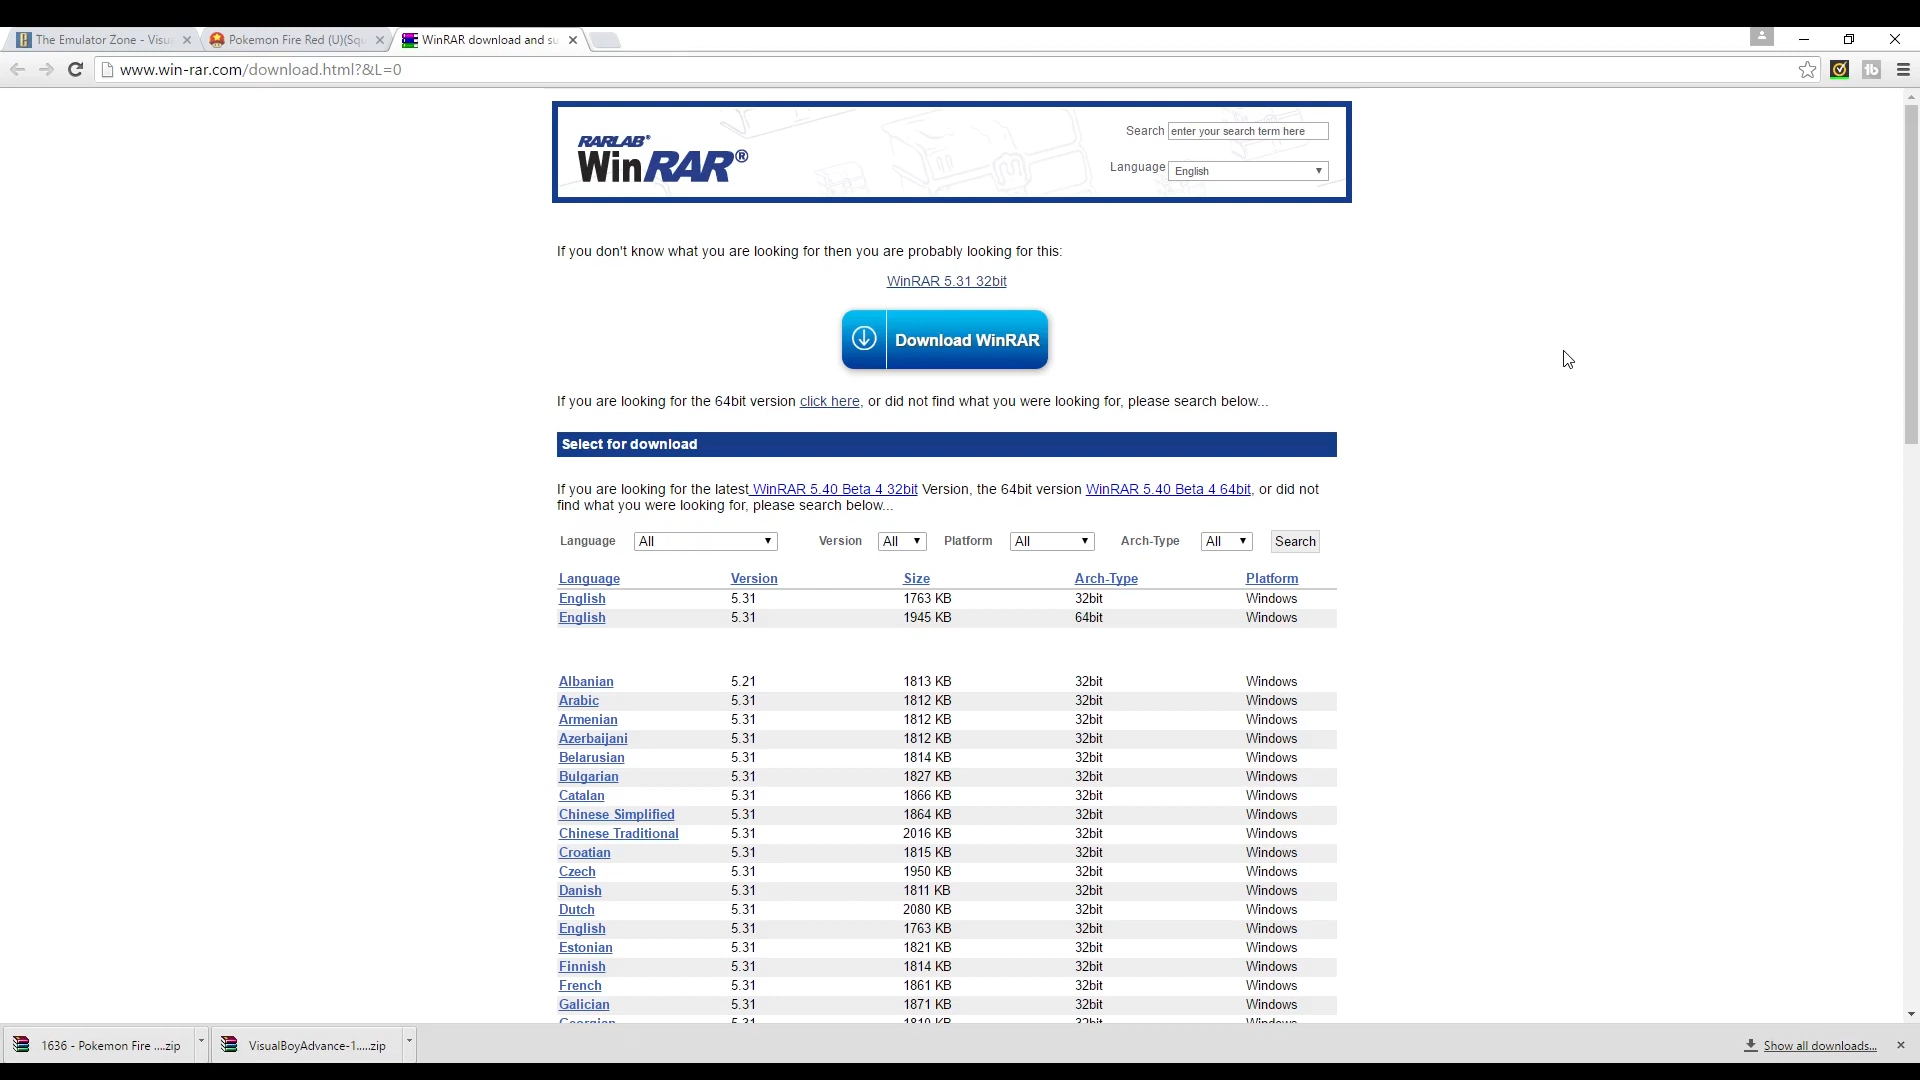 The Emulator Zone - Visu
Pokemon Fire Red (U)(Squ
WinRAR download and su
www.win-rar.com/download.html?&L=0
RARLAB®
WinRAR®
Search enter your search term here
Language English
If you don't know what you are looking for then you are probably looking for this:
WinRAR 5.31 32bit
Download WinRAR
If you are looking for the 64bit version click here, or did not find what you were looking for, please search below...
Select for download
If you are looking for the latest WinRAR 5.40 Beta 4 32bit Version, the 64bit version WinRAR 5.40 Beta 4 64bit, or did not
find what you were looking for, please search below...
Language All Version All Platform All Arch-Type All Search
Language Version Size Arch-Type Platform
English 5.31 1763 KB 32bit Windows
English 5.31 1945 KB 64bit Windows
Albanian 5.21 1813 KB 32bit Windows
Arabic 5.31 1812 KB 32bit Windows
Armenian 5.31 1812 KB 32bit Windows
Azerbaijani 5.31 1812 KB 32bit Windows
Belarusian 5.31 1814 KB 32bit Windows
Bulgarian 5.31 1827 KB 32bit Windows
Catalan 5.31 1866 KB 32bit Windows
Chinese Simplified 5.31 1864 KB 32bit Windows
Chinese Traditional 5.31 2016 KB 32bit Windows
Croatian 5.31 1815 KB 32bit Windows
Czech 5.31 1950 KB 32bit Windows
Danish 5.31 1811 KB 32bit Windows
Dutch 5.31 2080 KB 32bit Windows
English 5.31 1763 KB 32bit Windows
Estonian 5.31 1821 KB 32bit Windows
Finnish 5.31 1814 KB 32bit Windows
French 5.31 1861 KB 32bit Windows
Galician 5.31 1871 KB 32bit Windows
Georgian 5.31 1810 KB 32bit Windows
1636 - Pokemon Fire ....zip
VisualBoyAdvance-1.....zip
Show all downloads...